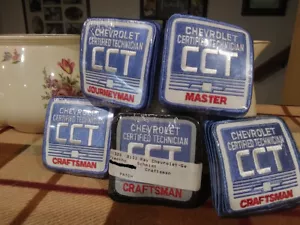 CHEVROLET
CERTIFIED TECHNICIAN
CCT
JOURNEYMAN
CHEVROLET
CERTIFIED TECHNICIAN
CCT
MASTER
CHEVROLET
CERTIFIED TECHNICIAN
CCT
CRAFTSMAN
CHEVROLET
CERTIFIED TECHNICIAN
Craftsman
CRAFTSMAN
CHEVROLET
CERTIFIED TECHNICIAN
CCT
CRAFTSMAN